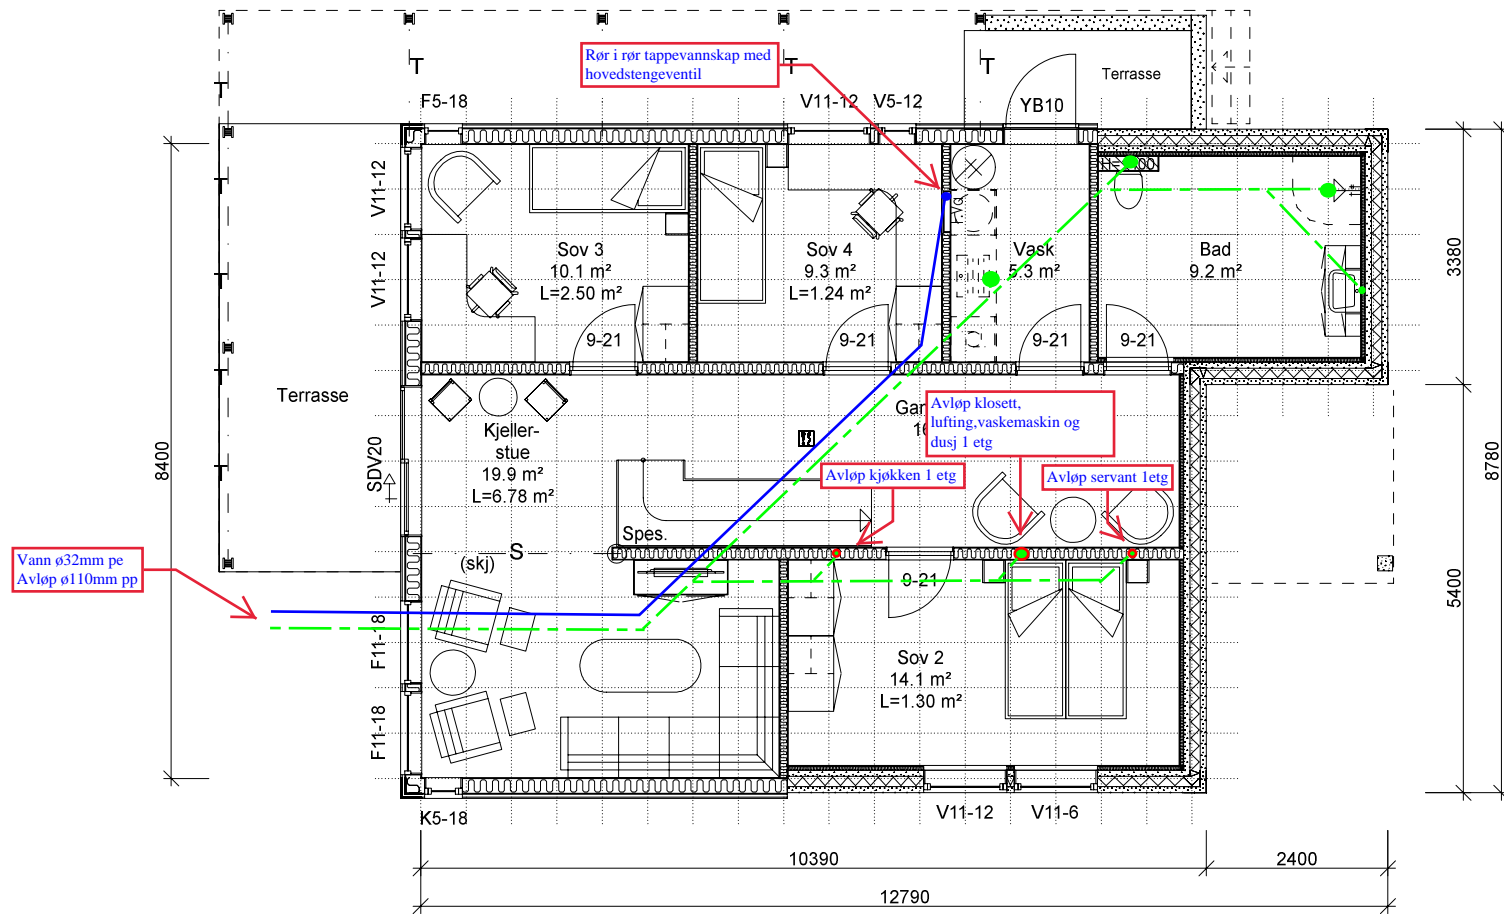 Rør i rør tappevannskap med
hovedstengeventil
Terrasse
F5-18
V11-12
V5-12
YB10
T
T
T
T
T
T
T
T
V11-12
V11-12
Sov 3
10.1 m²
L=2.50 m²
Sov 4
9.3 m²
L=1.24 m²
Vask
5.3 m²
Bad
9.2 m²
9-21
9-21
9-21
9-21
3380
8400
8780
5400
Terrasse
SDV20
Kjeller-
stue
19.9 m²
L=6.78 m²
Avløp klosett,
lufting,vaskemaskin og
dusj 1 etg
Avløp kjøkken 1 etg
Avløp servant 1etg
Spes.
S
(skj)
9-21
Vann ø32mm pe
Avløp ø110mm pp
F11-18
F11-18
Sov 2
14.1 m²
L=1.30 m²
K5-18
V11-12
V11-6
10390
2400
12790